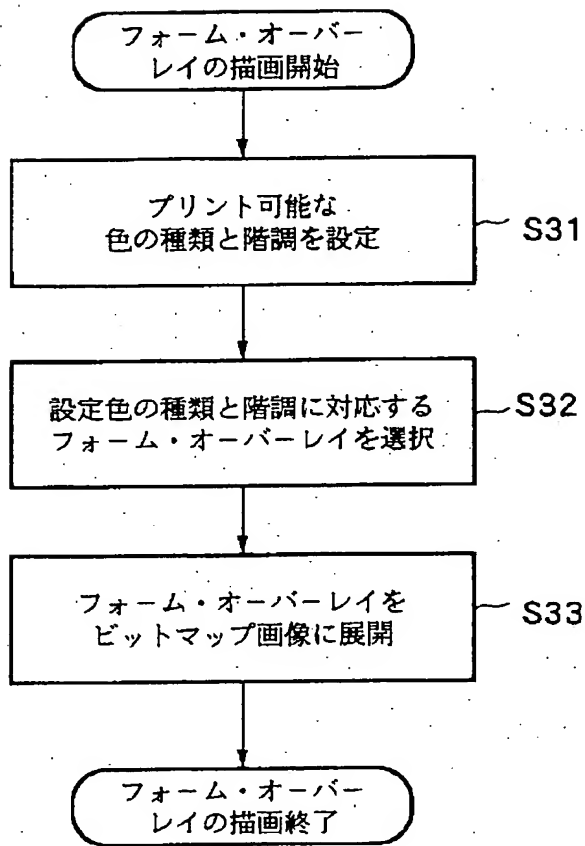 フォーム・オーバー
レイの描画開始
プリント可能な
色の種類と階調を設定
S31
設定色の種類と階調に対応する
フォーム・オーバーレイを選択
S32
フォーム・オーバーレイを
ビットマップ画像に展開
S33
フォーム・オーバー
レイの描画終了